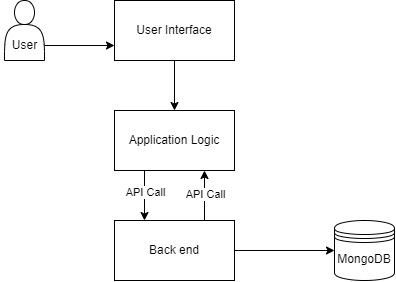 User Interface
User
Application Logic
API Call
API Call
Back end
MongoDB